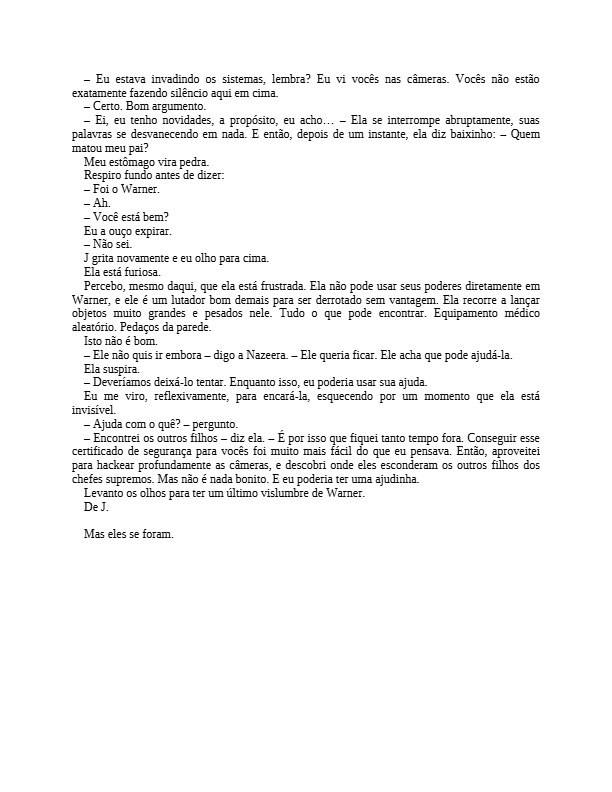 – Eu estava invadindo os sistemas, lembra? Eu vi vocês nas câmeras. Vocês não estão
exatamente fazendo silêncio aqui em cima.
– Certo. Bom argumento.
– Ei, eu tenho novidades, a propósito, eu acho… – Ela se interrompe abruptamente, suas
palavras se desvanecendo em nada. E então, depois de um instante, ela diz baixinho: – Quem
matou meu pai?
Meu estômago vira pedra.
Respiro fundo antes de dizer:
– Foi o Warner.
– Ah.
– Você está bem?
Eu a ouço expirar.
– Não sei.
J grita novamente e eu olho para cima.
Ela está furiosa.
Percebo, mesmo daqui, que ela está frustrada. Ela não pode usar seus poderes diretamente em
Warner, e ele é um lutador bom demais para ser derrotado sem vantagem. Ela recorre a lançar
objetos muito grandes e pesados nele. Tudo o que pode encontrar. Equipamento médico
aleatório. Pedaços da parede.
Isto não é bom.
– Ele não quis ir embora – digo a Nazeera. – Ele queria ficar. Ele acha que pode ajudá-la.
Ela suspira.
– Deveríamos deixá-lo tentar. Enquanto isso, eu poderia usar sua ajuda.
Eu me viro, reflexivamente, para encará-la, esquecendo por um momento que ela está
invisível.
– Ajuda com o quê? – pergunto.
– Encontrei os outros filhos – diz ela. – É por isso que fiquei tanto tempo fora. Conseguir esse
certificado de segurança para vocês foi muito mais fácil do que eu pensava. Então, aproveitei
para hackear profundamente as câmeras, e descobri onde eles esconderam os outros filhos dos
chefes supremos. Mas não é nada bonito. E eu poderia ter uma ajudinha.
Levanto os olhos para ter um último vislumbre de Warner.
De J.
Mas eles se foram.